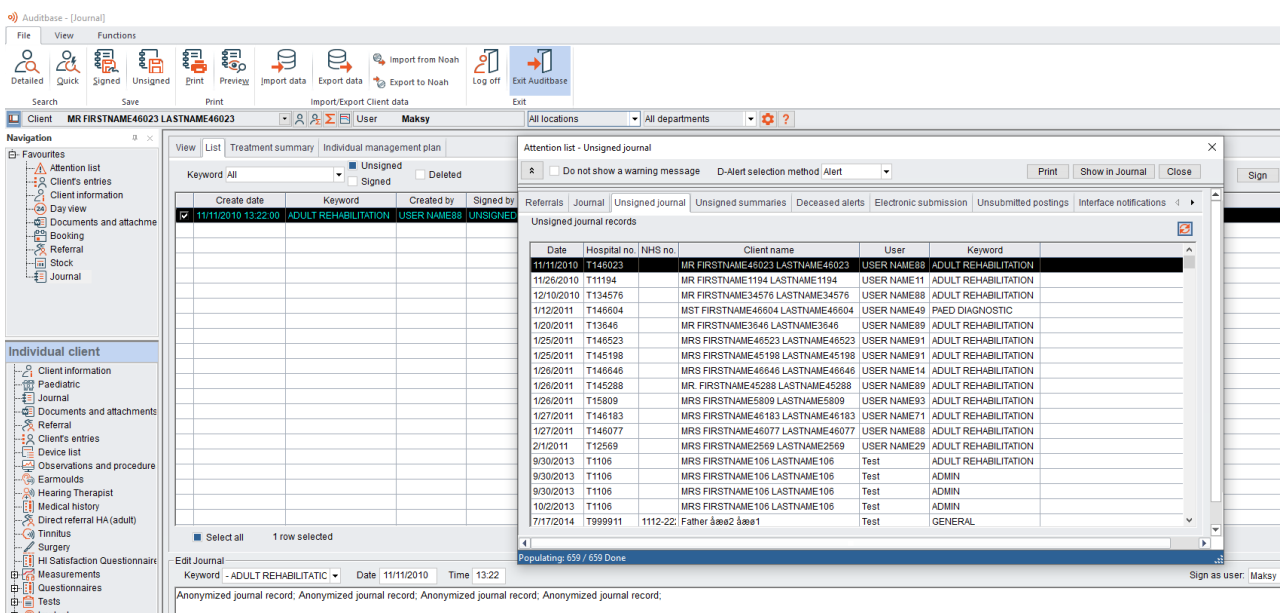 Auditbase - [Journal]
File View Functions
Detailed Quick Signed Unsigned Print Preview Import data Export data Import from Noah Export to Noah Log off Exit Auditbase
Search Save Print Import/Export Client data Exit
Client MR FIRSTNAME46023 LASTNAME46023 User Maksy All locations All departments
Navigation
Favourites
Attention list
Client's entries
Client information
Day view
Documents and attachme
Booking
Referral
Stock
Journal
Individual client
Client information
Paediatric
Journal
Documents and attachments
Referral
Client's entries
Device list
Observations and procedure
Earmoulds
Hearing Therapist
Medical history
Direct referral HA (adult)
Tinnitus
Surgery
HI Satisfaction Questionnaire
Measurements
Questionnaires
Tests
View List Treatment summary Individual management plan
Keyword All Unsigned Signed Deleted
Create date Keyword Created by Signed by
11/11/2010 13:22:00 ADULT REHABILITATION USER NAME88 UNSIGNED
Select all 1 row selected
Edit Journal
Keyword - ADULT REHABILITATIC Date 11/11/2010 Time 13:22
Anonymized journal record; Anonymized journal record; Anonymized journal record; Anonymized journal record;
Attention list - Unsigned journal
Do not show a warning message D-Alert selection method Alert Print Show in Journal Close
Sign
Referrals Journal Unsigned journal Unsigned summaries Deceased alerts Electronic submission Unsubmitted postings Interface notifications
Unsigned journal records
Date Hospital no. NHS no. Client name User Keyword
11/11/2010 T146023 MR FIRSTNAME46023 LASTNAME46023 USER NAME88 ADULT REHABILITATION
11/26/2010 T11194 MR FIRSTNAME1194 LASTNAME1194 USER NAME11 ADULT REHABILITATION
12/10/2010 T134576 MR FIRSTNAME34576 LASTNAME34576 USER NAME88 ADULT REHABILITATION
1/12/2011 T146604 MST FIRSTNAME46604 LASTNAME46604 USER NAME49 PAED DIAGNOSTIC
1/20/2011 T13646 MR FIRSTNAME3646 LASTNAME3646 USER NAME89 ADULT REHABILITATION
1/25/2011 T146523 MRS FIRSTNAME46523 LASTNAME46523 USER NAME91 ADULT REHABILITATION
1/25/2011 T145198 MRS FIRSTNAME45198 LASTNAME45198 USER NAME91 ADULT REHABILITATION
1/26/2011 T146646 MRS FIRSTNAME46646 LASTNAME46646 USER NAME14 ADULT REHABILITATION
1/26/2011 T145288 MR. FIRSTNAME45288 LASTNAME45288 USER NAME89 ADULT REHABILITATION
1/26/2011 T15809 MRS FIRSTNAME5809 LASTNAME5809 USER NAME93 ADULT REHABILITATION
1/27/2011 T146183 MRS FIRSTNAME46183 LASTNAME46183 USER NAME71 ADULT REHABILITATION
1/27/2011 T146077 MRS FIRSTNAME46077 LASTNAME46077 USER NAME88 ADULT REHABILITATION
2/1/2011 T12569 MRS FIRSTNAME2569 LASTNAME2569 USER NAME29 ADULT REHABILITATION
9/30/2013 T1106 MRS FIRSTNAME106 LASTNAME106 Test ADULT REHABILITATION
9/30/2013 T1106 MRS FIRSTNAME106 LASTNAME106 Test ADMIN
9/30/2013 T1106 MRS FIRSTNAME106 LASTNAME106 Test ADMIN
10/2/2013 T1106 MRS FIRSTNAME106 LASTNAME106 Test ADMIN
7/17/2014 T999911 1112-22: Father åæø2 åæø1 Test GENERAL
Populating: 659 / 659 Done
Sign as user: Maksy